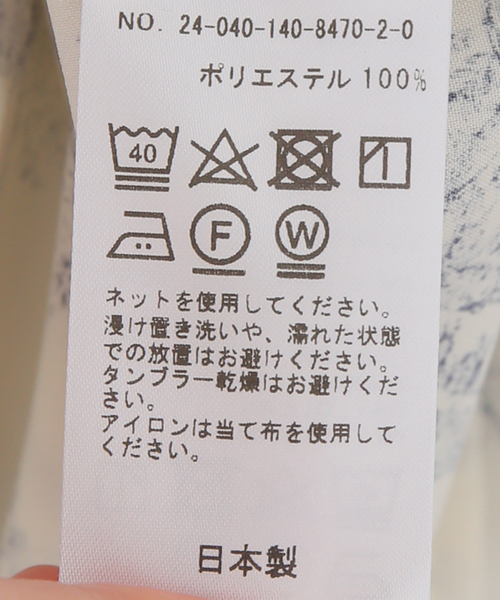 NO. 24-040-140-8470-2-0
ポリエステル 100%
40
F W
ネットを使用してください。
浸け置き洗いや、濡れた状態
での放置はお避けください。
タンブラー乾燥はお避けくだ
さい。
アイロンは当て布を使用して
ください。
日本製